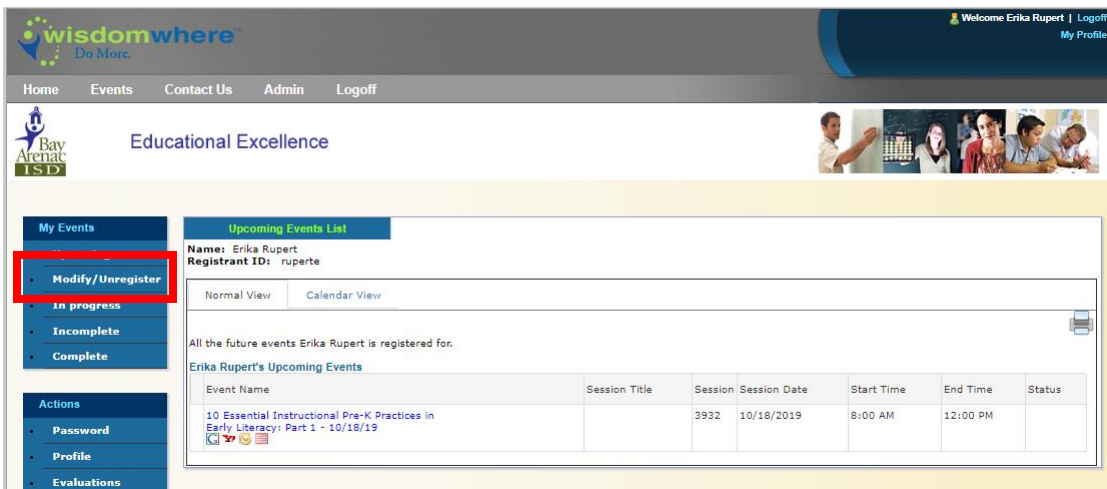 wisdomwhere™
Do More.
Welcome Erika Rupert | Logoff
My Profile
Home Events Contact Us Admin Logoff
Bay
Arenac
ISD
Educational Excellence
My Events
Modify/Unregister
In progress
Incomplete
Complete
Actions
Password
Profile
Evaluations
Upcoming Events List
Name: Erika Rupert
Registrant ID: ruperte
Normal View Calendar View
All the future events Erika Rupert is registered for.
Erika Rupert's Upcoming Events
Event Name Session Title Session Session Date Start Time End Time Status
10 Essential Instructional Pre-K Practices in 3932 10/18/2019 8:00 AM 12:00 PM
Early Literacy: Part 1 - 10/18/19